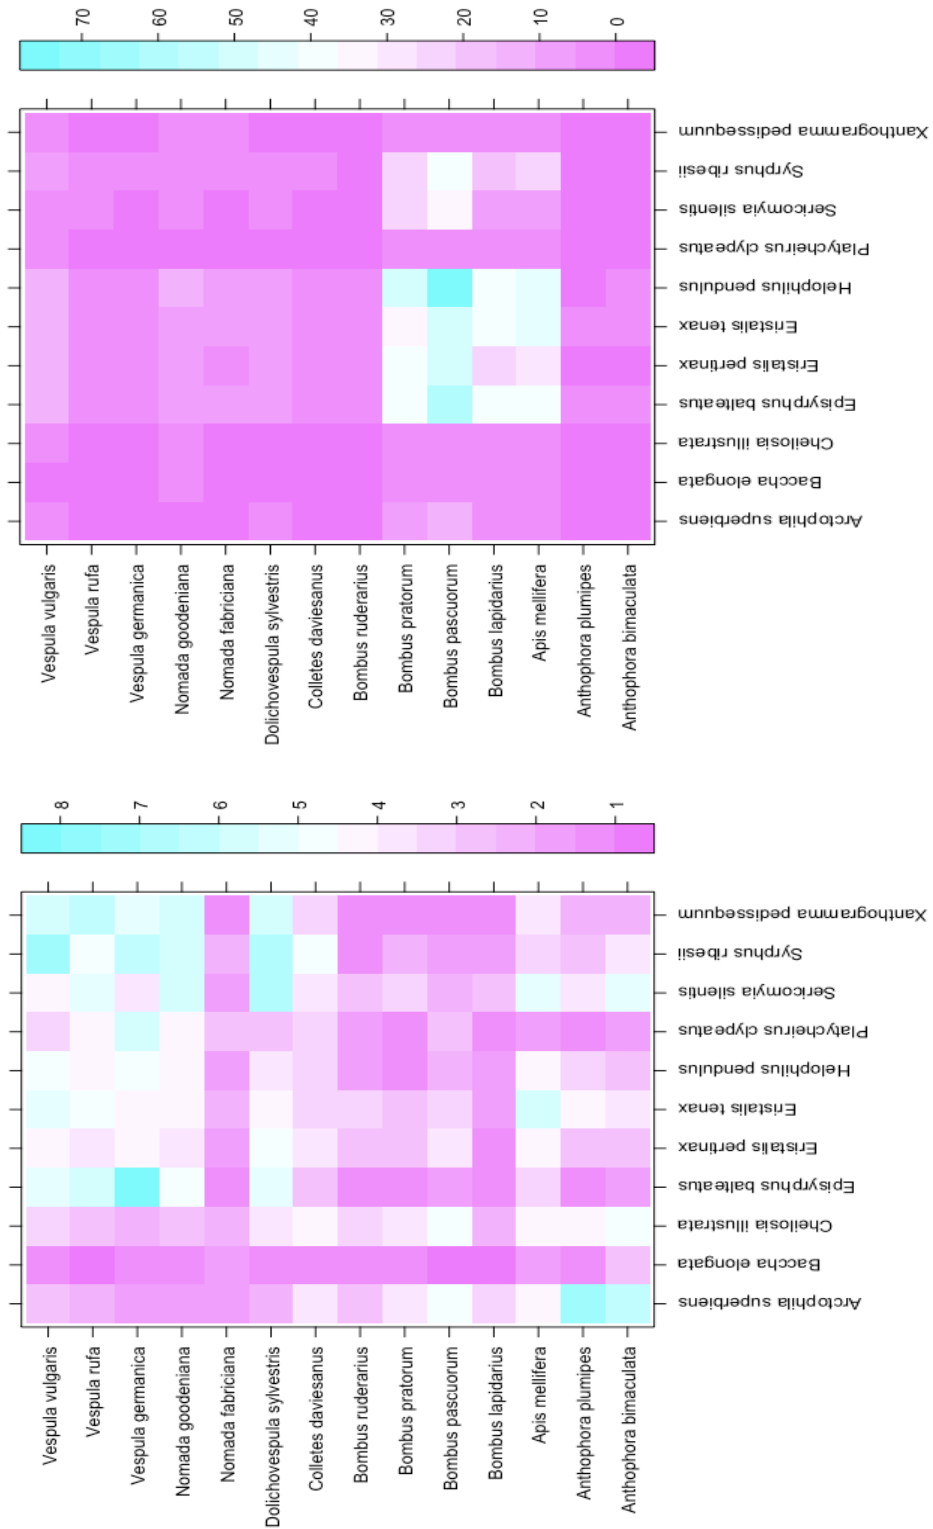 70 60 50 40 30 20 10 0
Xanthogramma pedissequum
Syrphus ribesii
Sericomyia silentis
Platycheirus clypeatus
Helophilus pendulus
Eristalis tenax
Eristalis pertinax
Episyrphus balteatus
Cheilosia illustrata
Baccha elongata
Arctophila superbiens
Vespula vulgaris
Vespula rufa
Vespula germanica
Nomada goodeniana
Nomada fabriciana
Dolichovespula sylvestris
Colletes daviesanus
Bombus ruderarius
Bombus pratorum
Bombus pascuorum
Bombus lapidarius
Apis mellifera
Anthophora plumipes
Anthophora bimaculata
8 7 6 5 4 3 2 1
Xanthogramma pedissequum
Syrphus ribesii
Sericomyia silentis
Platycheirus clypeatus
Helophilus pendulus
Eristalis tenax
Eristalis pertinax
Episyrphus balteatus
Cheilosia illustrata
Baccha elongata
Arctophila superbiens
Vespula vulgaris
Vespula rufa
Vespula germanica
Nomada goodeniana
Nomada fabriciana
Dolichovespula sylvestris
Colletes daviesanus
Bombus ruderarius
Bombus pratorum
Bombus pascuorum
Bombus lapidarius
Apis mellifera
Anthophora plumipes
Anthophora bimaculata